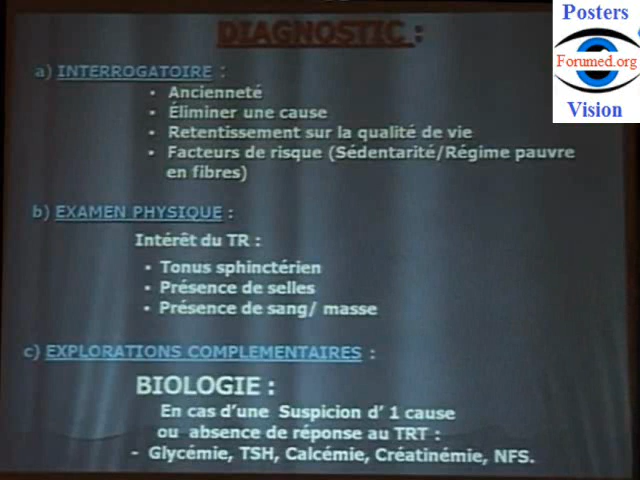 DIAGNOSTIC :
Posters
Forumed.org
Vision
a) INTERROGATOIRE :
• Ancienneté
• Éliminer une cause
• Retentissement sur la qualité de vie
• Facteurs de risque (Sédentarité/Régime pauvre
en fibres)
b) EXAMEN PHYSIQUE :
Intérêt du TR :
• Tonus sphinctérien
• Présence de selles
• Présence de sang/ masse
c) EXPLORATIONS COMPLEMENTAIRES :
BIOLOGIE :
En cas d'une Suspicion d' 1 cause
ou absence de réponse au TRT :
- Glycémie, TSH, Calcémie, Créatinémie, NFS.